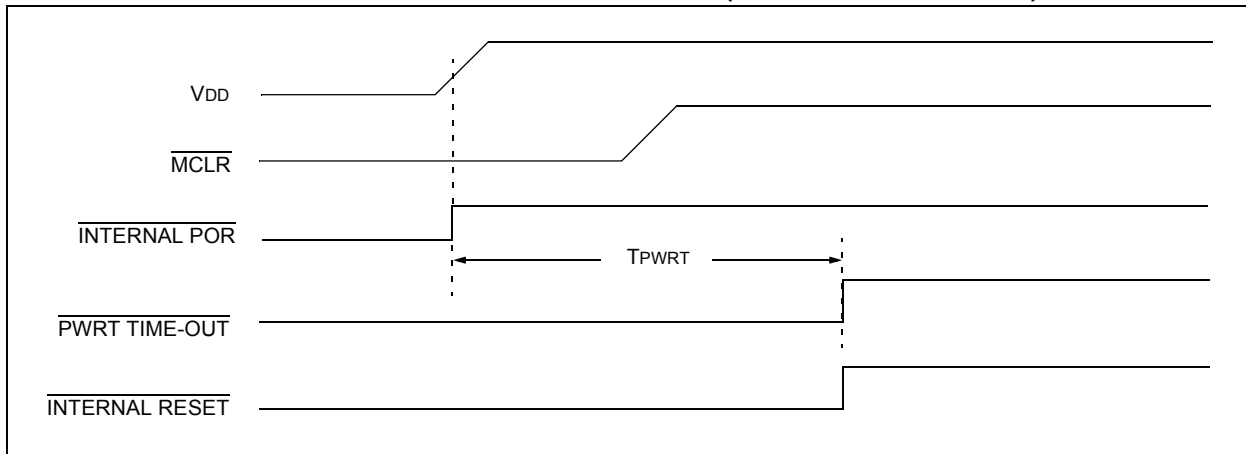 VDD
MCLR
INTERNAL POR
TPWRT
PWRT TIME-OUT
INTERNAL RESET